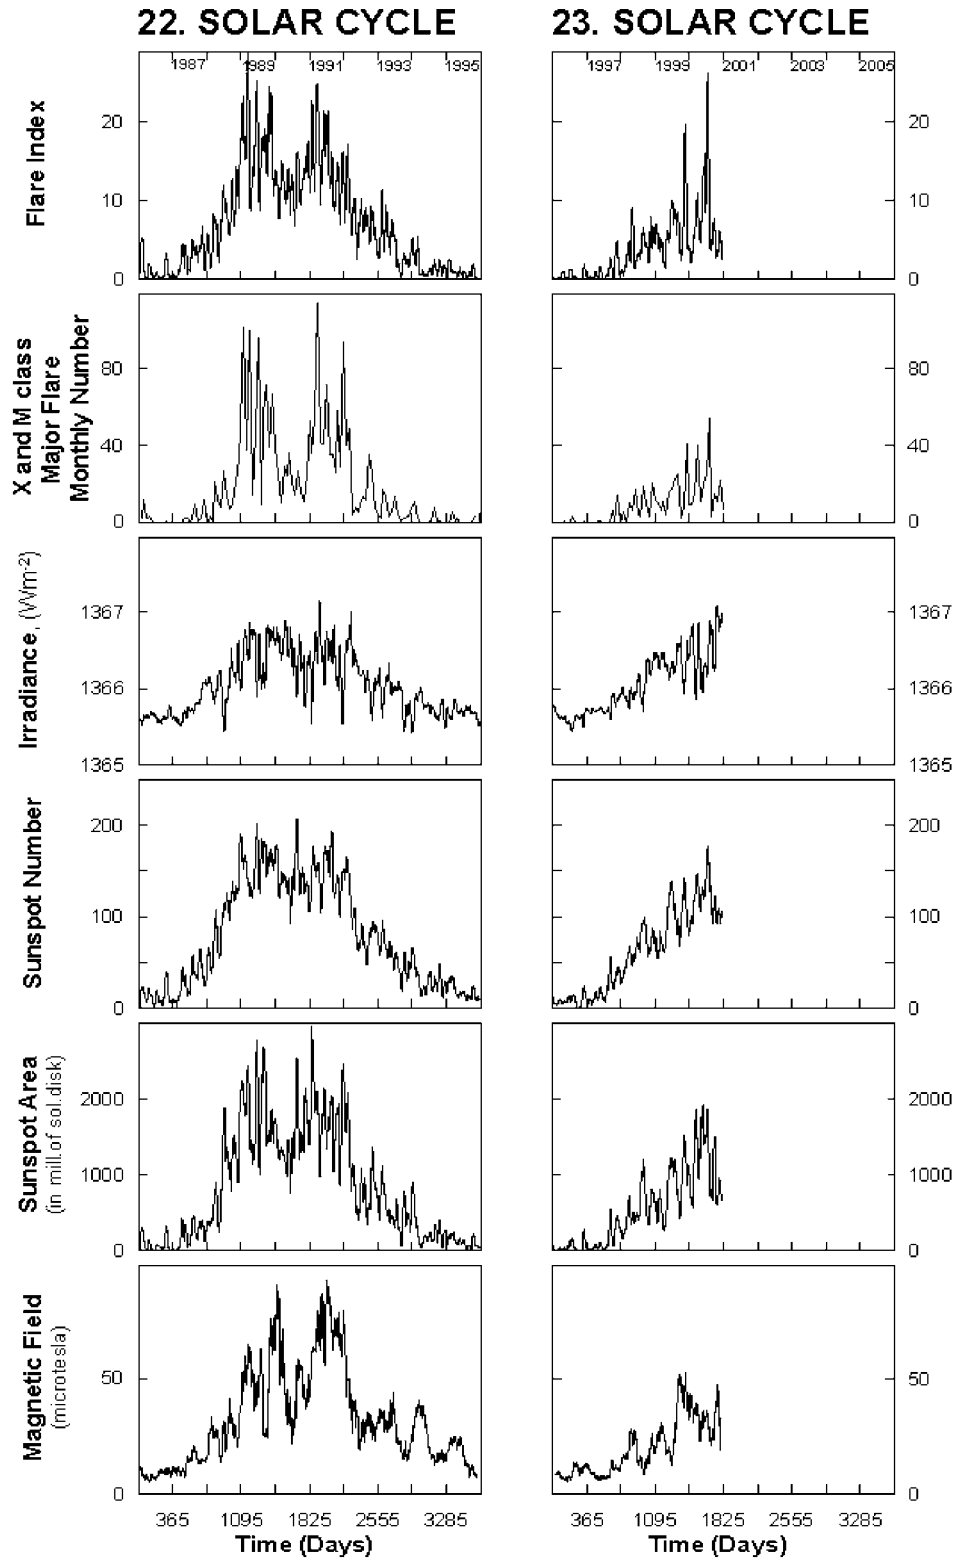 22. SOLAR CYCLE 23. SOLAR CYCLE
1987 1989 1991 1993 1995 1997 1999 2001 2003 2005
Flare Index
20 20
10 10
0 0
X and M class
Major Flare
Monthly Number
80 80
40 40
0 0
Irradiance, (Wm-2)
1367 1367
1366 1366
1365 1365
Sunspot Number
200 200
100 100
0 0
Sunspot Area
(in mill.of sol.disk)
2000 2000
1000 1000
0 0
Magnetic Field
(microtesla)
50 50
0 0
365 1095 1825 2555 3285 365 1095 1825 2555 3285
Time (Days) Time (Days)